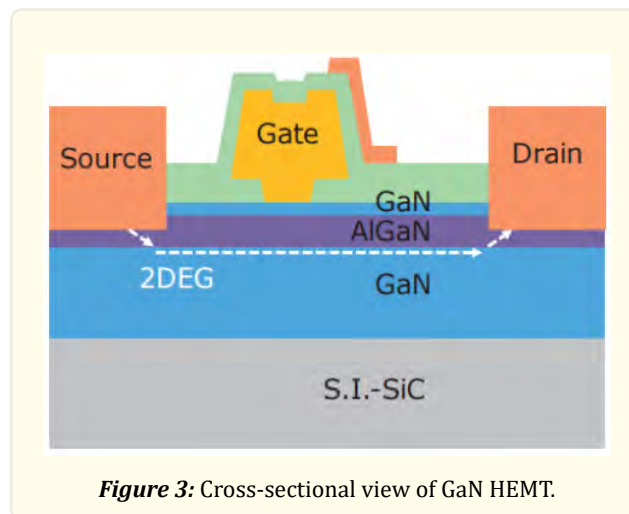 Gate
Source
Drain
GaN
AlGaN
2DEG
GaN
S.I.-SiC
Figure 3: Cross-sectional view of GaN HEMT.